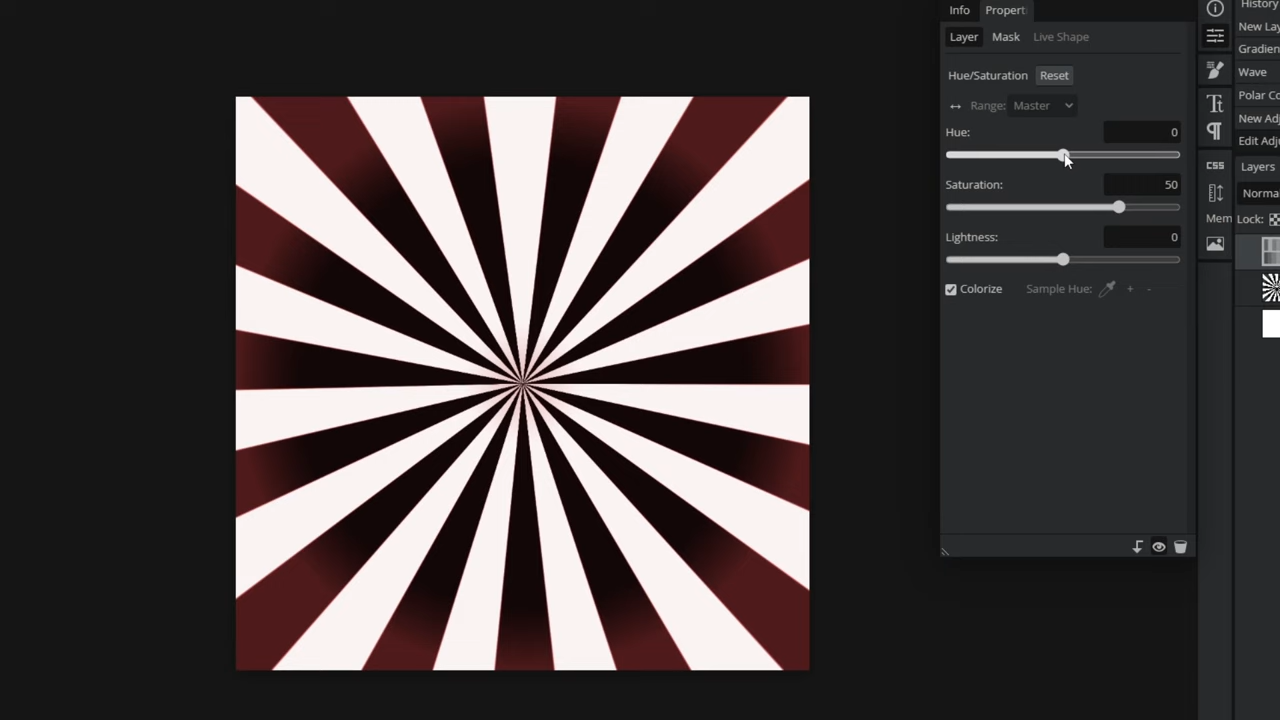 Info Propert
Layer Mask Live Shape
Hue/Saturation Reset
Range: Master
Hue: 0
Saturation: 50
Lightness: 0
Colorize Sample Hue: + -
CSS
Mem
History
New Lay
Gradien
Wave
Polar Co
New Adj
Edit Adju
Layers
Norma
Lock: